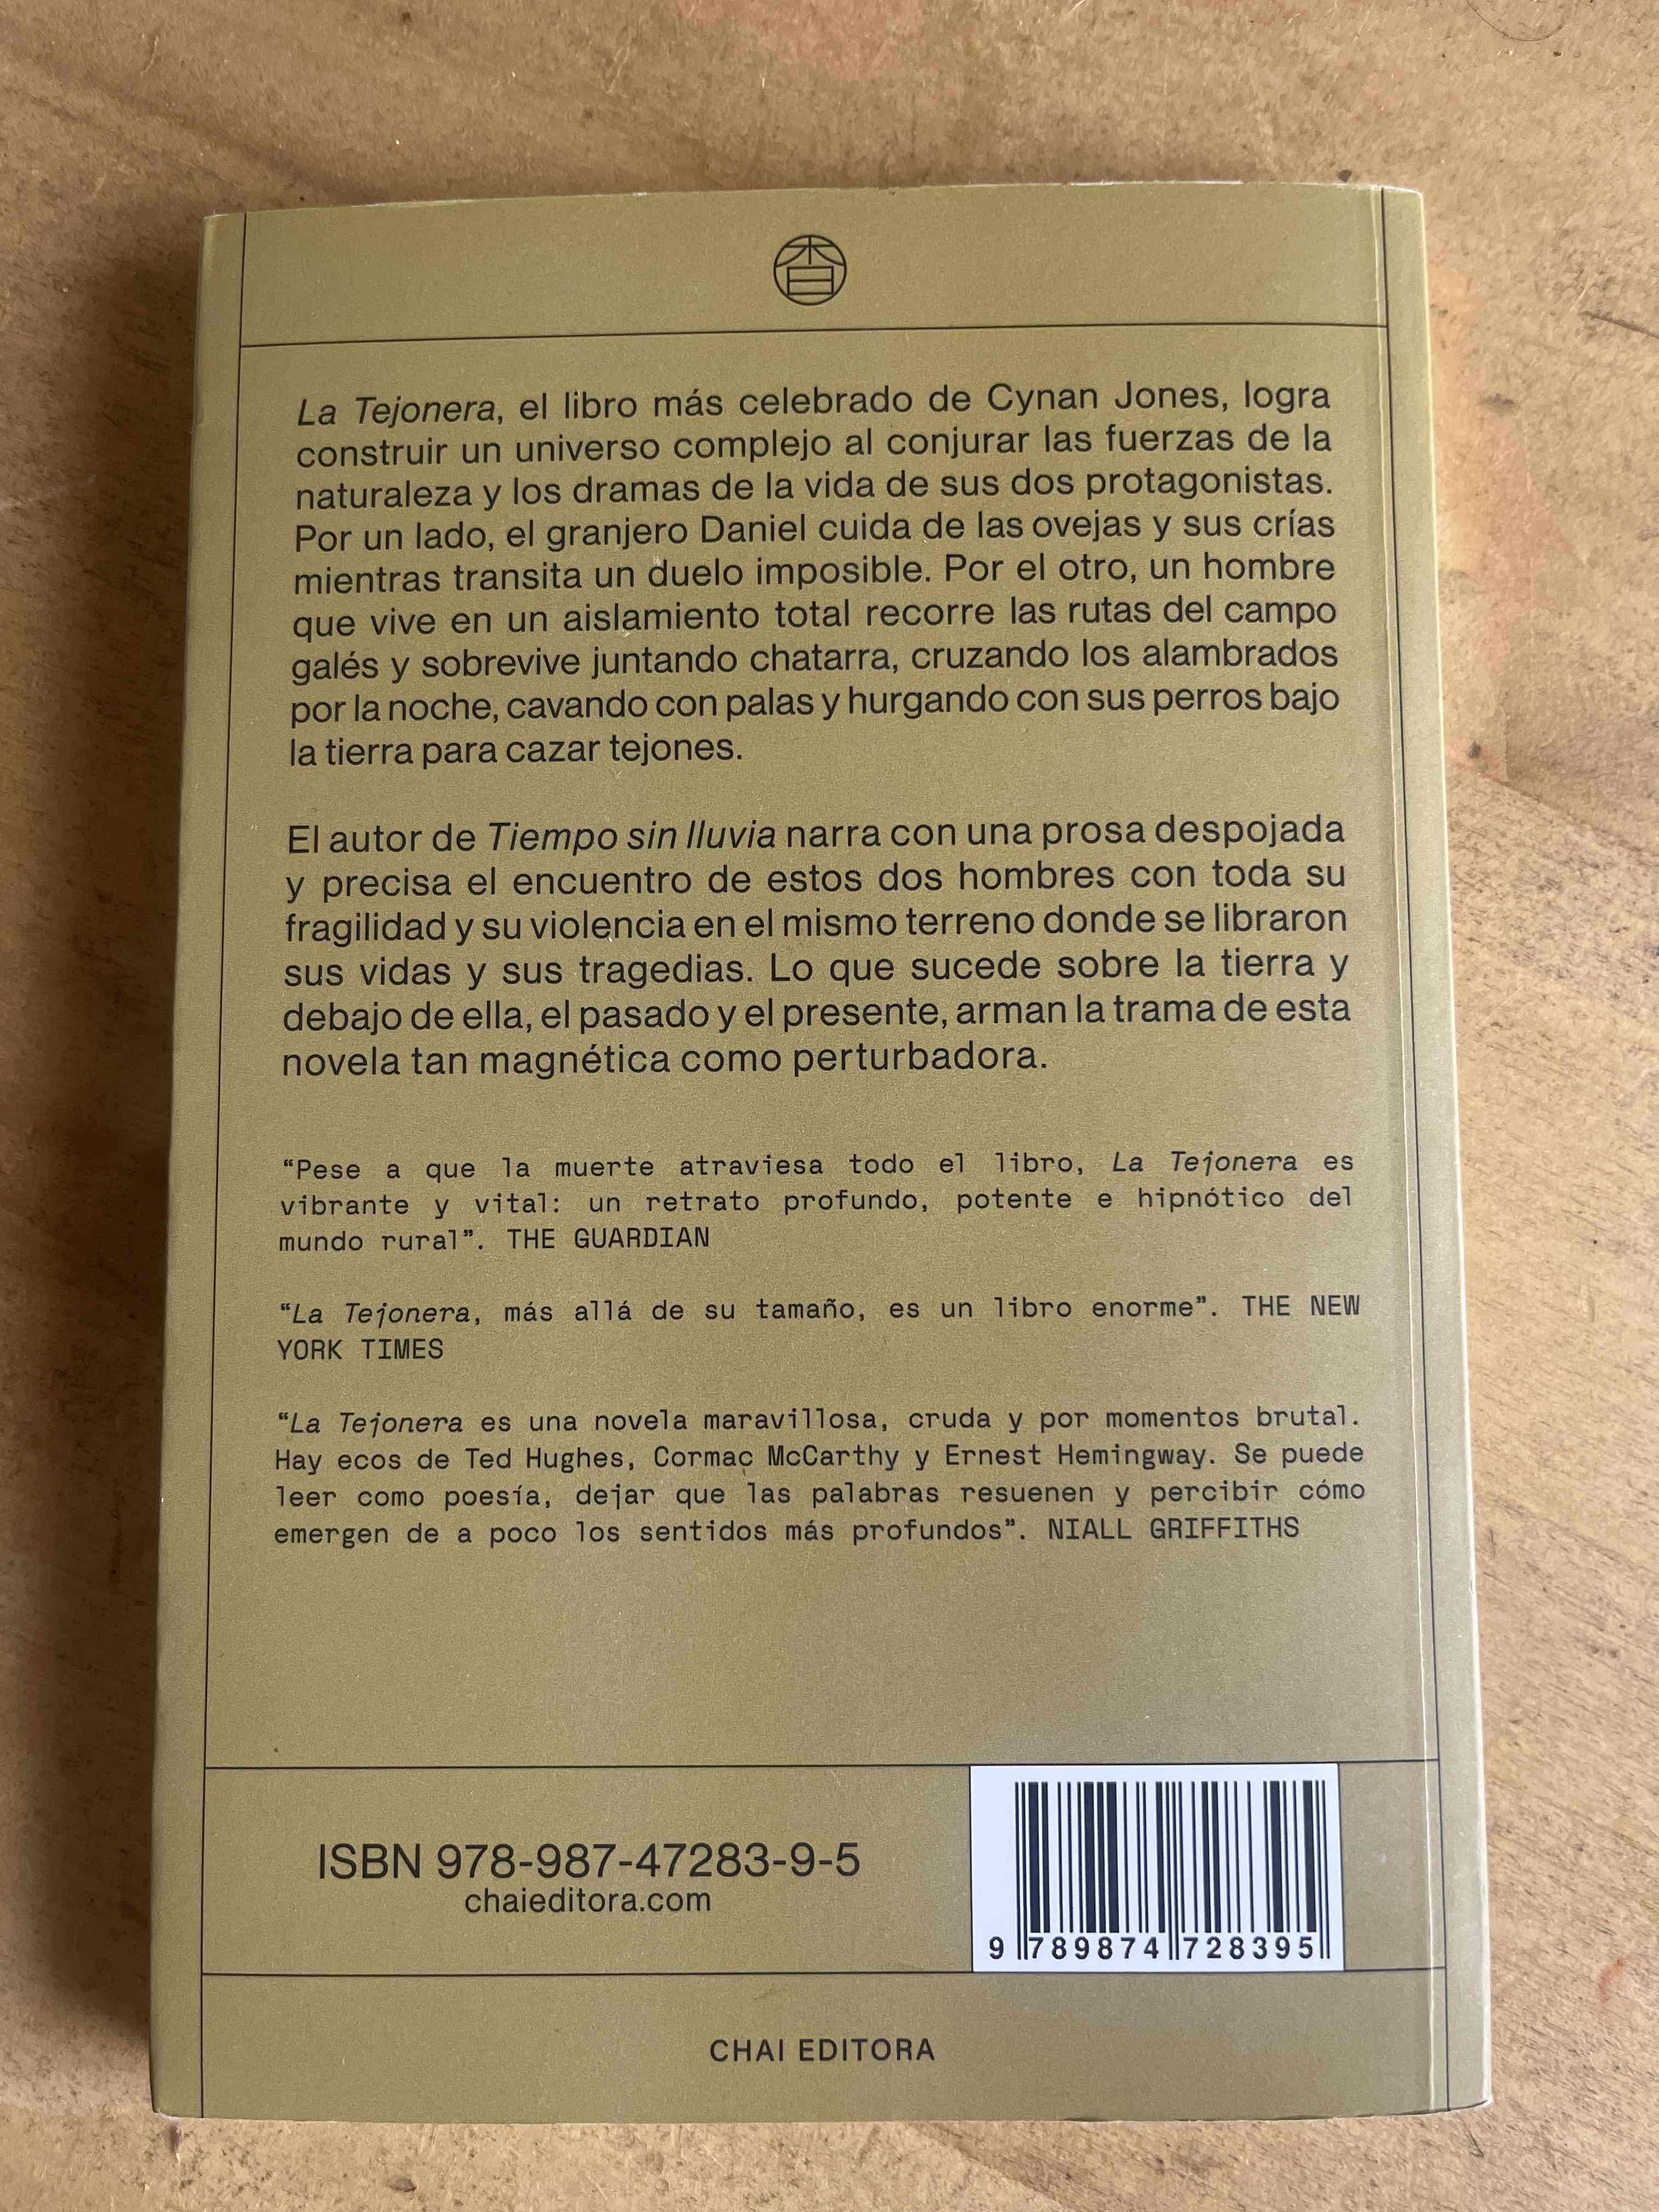 La Tejonera, el libro más celebrado de Cynan Jones, logra
construir un universo complejo al conjurar las fuerzas de la
naturaleza y los dramas de la vida de sus dos protagonistas.
Por un lado, el granjero Daniel cuida de las ovejas y sus crías
mientras transita un duelo imposible. Por el otro, un hombre
que vive en un aislamiento total recorre las rutas del campo
galés y sobrevive juntando chatarra, cruzando los alambrados
por la noche, cavando con palas y hurgando con sus perros bajo
la tierra para cazar tejones.
El autor de Tiempo sin lluvia narra con una prosa despojada
y precisa el encuentro de estos dos hombres con toda su
fragilidad y su violencia en el mismo terreno donde se libraron
sus vidas y sus tragedias. Lo que sucede sobre la tierra y
debajo de ella, el pasado y el presente, arman la trama de esta
novela tan magnética como perturbadora.
“Pese a que la muerte atraviesa todo el libro, La Tejonera es
vibrante y vital: un retrato profundo, potente e hipnótico del
mundo rural”. THE GUARDIAN
“La Tejonera, más allá de su tamaño, es un libro enorme”. THE NEW
YORK TIMES
“La Tejonera es una novela maravillosa, cruda y por momentos brutal.
Hay ecos de Ted Hughes, Cormac McCarthy y Ernest Hemingway. Se puede
leer como poesía, dejar que las palabras resuenen y percibir cómo
emergen de a poco los sentidos más profundos”. NIALL GRIFFITHS
ISBN 978-987-47283-9-5
chaieditora.com
9 789874 728395
CHAI EDITORA